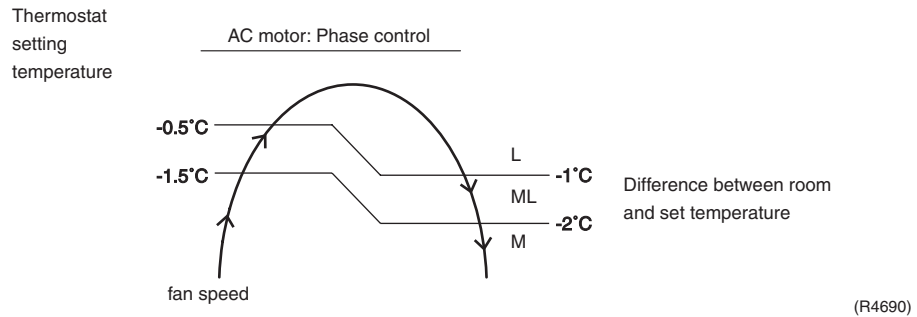 Thermostat
setting
temperature
AC motor: Phase control
-0.5˚C
-1.5˚C
L
ML
M
-1˚C
-2˚C
Difference between room
and set temperature
fan speed
(R4690)